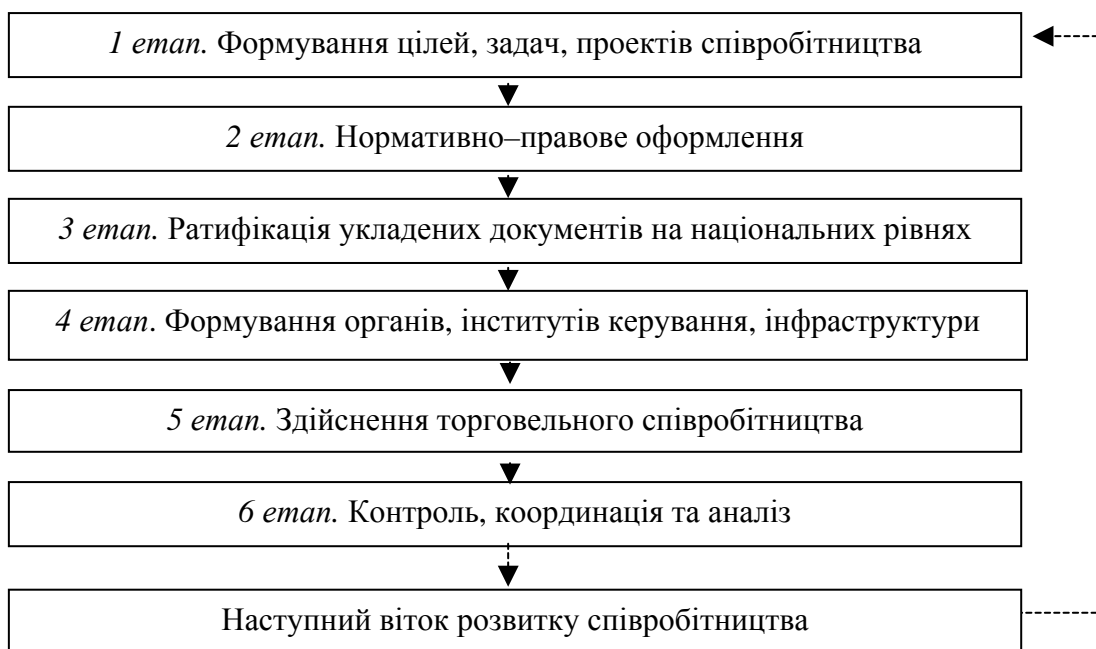 1 етап. Формування цілей, задач, проектів співробітництва
2 етап. Нормативно–правове оформлення
3 етап. Ратифікація укладених документів на національних рівнях
4 етап. Формування органів, інститутів керування, інфраструктури
5 етап. Здійснення торговельного співробітництва
6 етап. Контроль, координація та аналіз
Наступний віток розвитку співробітництва